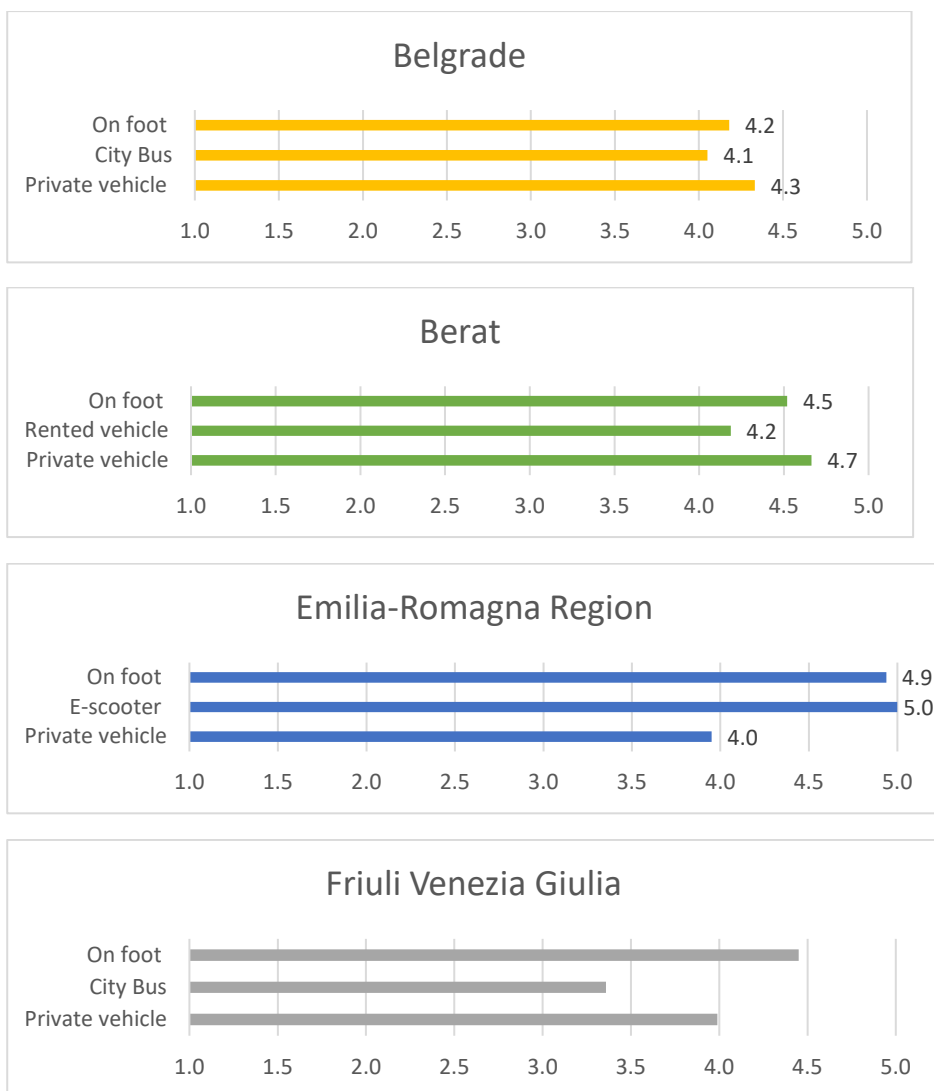 Belgrade
On foot 4.2
City Bus 4.1
Private vehicle 4.3
1.0 1.5 2.0 2.5 3.0 3.5 4.0 4.5 5.0
Berat
On foot 4.5
Rented vehicle 4.2
Private vehicle 4.7
1.0 1.5 2.0 2.5 3.0 3.5 4.0 4.5 5.0
Emilia-Romagna Region
On foot 4.9
E-scooter 5.0
Private vehicle 4.0
1.0 1.5 2.0 2.5 3.0 3.5 4.0 4.5 5.0
Friuli Venezia Giulia
On foot
City Bus
Private vehicle
1.0 1.5 2.0 2.5 3.0 3.5 4.0 4.5 5.0